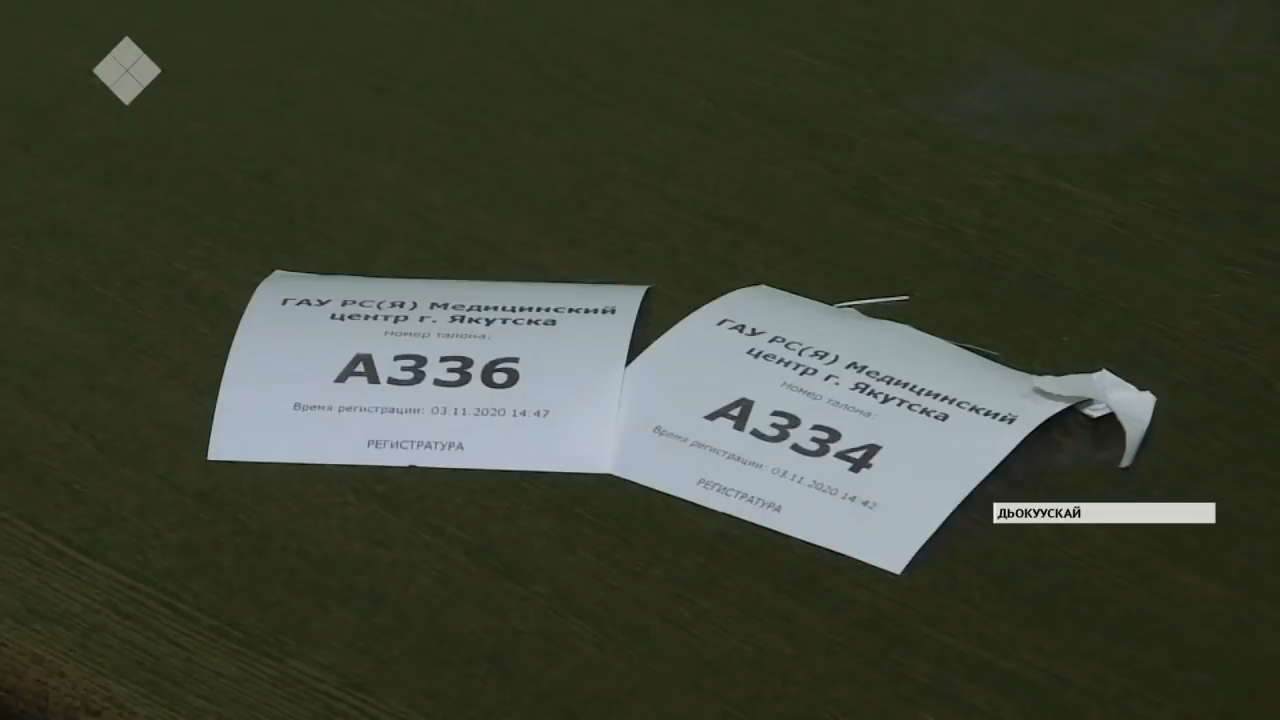 ГАУ РС(Я) Медицинский
центр г. Якутска
Номер талона:
А336
Время регистрации: 03.11.2020 14:47
РЕГИСТРАТУРА
ГАУ РС(Я) Медицинский
центр г. Якутска
Номер талона:
А334
Время регистрации: 03.11.2020 14:42
РЕГИСТРАТУРА
ДЬОКУУСКАЙ